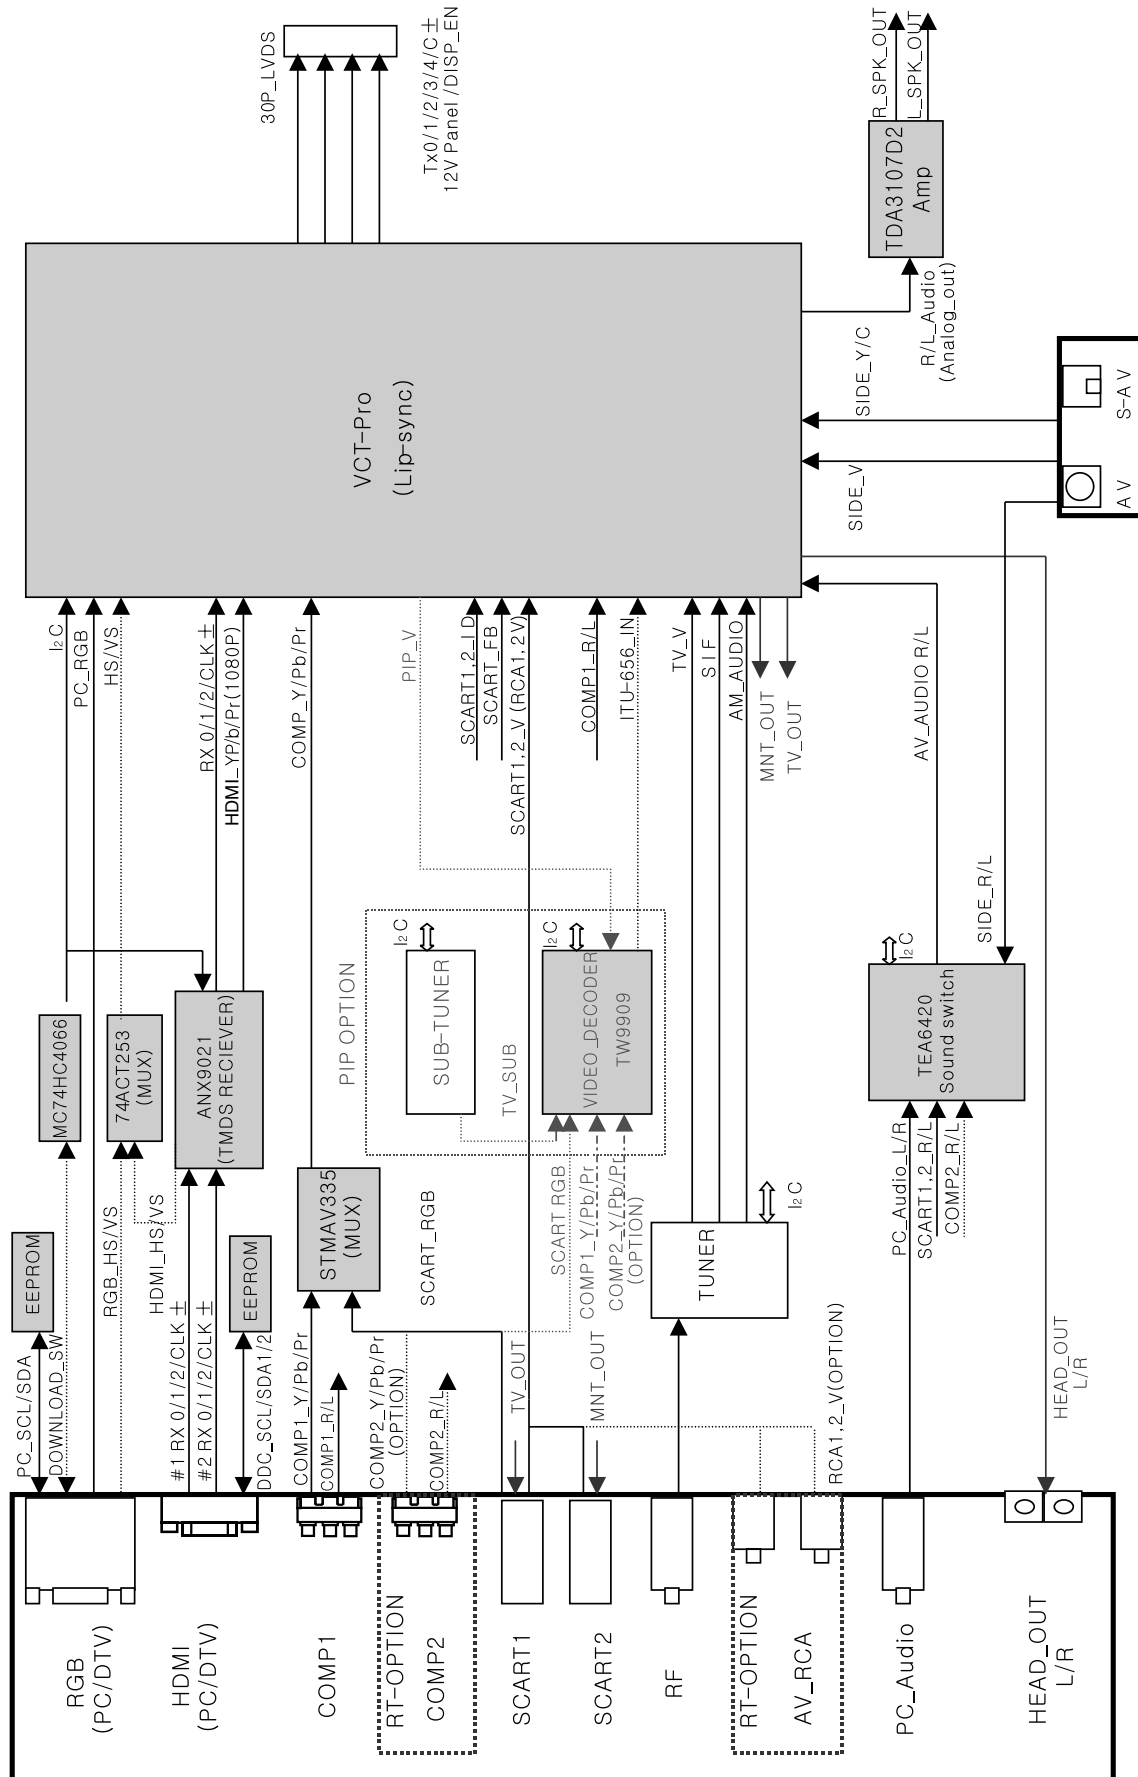 RGB
(PC/DTV)
HDMI
(PC/DTV)
COMP1
RT-OPTION
COMP2
SCART1
SCART2
RF
RT-OPTION
AV_RCA
PC_Audio
HEAD_OUT
L/R
PC_SCL/SDA
DOWNLOAD_SW
EEPROM
RGB_HS/VS
HDMI_HS/VS
#1 RX 0/1/2/CLK ±
#2 RX 0/1/2/CLK ±
DDC_SCL/SDA1/2
EEPROM
COMP1_Y/Pb/Pr
COMP1_R/L
COMP2_Y/Pb/Pr
(OPTION)
COMP2_R/L
SCART_RGB
TV_OUT
MNT_OUT
RCA1,2_V(OPTION)
HEAD_OUT
L/R
MC74HC4066
74ACT253
(MUX)
ANX9021
(TMDS RECIEVER)
STMAV335
(MUX)
PIP OPTION
SUB-TUNER
I2C
TV_SUB
VIDEO_DECODER
TW9909
I2C
SCART RGB
COMP1_Y/Pb/Pr
COMP2_Y/Pb/Pr
(OPTION)
TUNER
I2C
PC_Audio_L/R
SCART1,2_R/L
COMP2_R/L
TEA6420
Sound switch
I2C
SIDE_R/L
I2C
PC_RGB
HS/VS
RX 0/1/2/CLK ±
HDMI_YP/b/Pr(1080P)
COMP_Y/Pb/Pr
PIP_V
SCART1,2_ID
SCART_FB
SCART1,2_V (RCA1,2V)
COMP1_R/L
ITU-656_IN
TV_V
SIF
AM_AUDIO
MNT_OUT
TV_OUT
AV_AUDIO R/L
VCT-Pro
(Lip-sync)
SIDE_V
SIDE_Y/C
AV
S-AV
R/L_Audio
(Analog_out)
TDA3107D2
Amp
R_SPK_OUT
L_SPK_OUT
30P_LVDS
Tx0/1/2/3/4/C±
12V Panel /DISP_EN